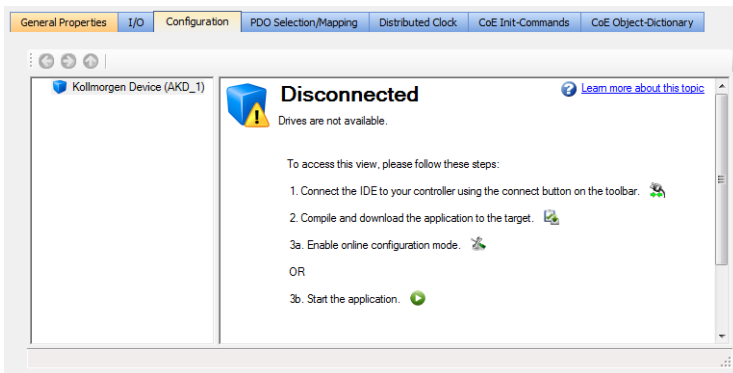 General Properties I/O Configuration PDO Selection/Mapping Distributed Clock CoE Init-Commands CoE Object-Dictionary
Kollmorgen Device (AKD_1)
Disconnected
Learn more about this topic
Drives are not available.
To access this view, please follow these steps:
1. Connect the IDE to your controller using the connect button on the toolbar.
2. Compile and download the application to the target.
3a. Enable online configuration mode.
OR
3b. Start the application.